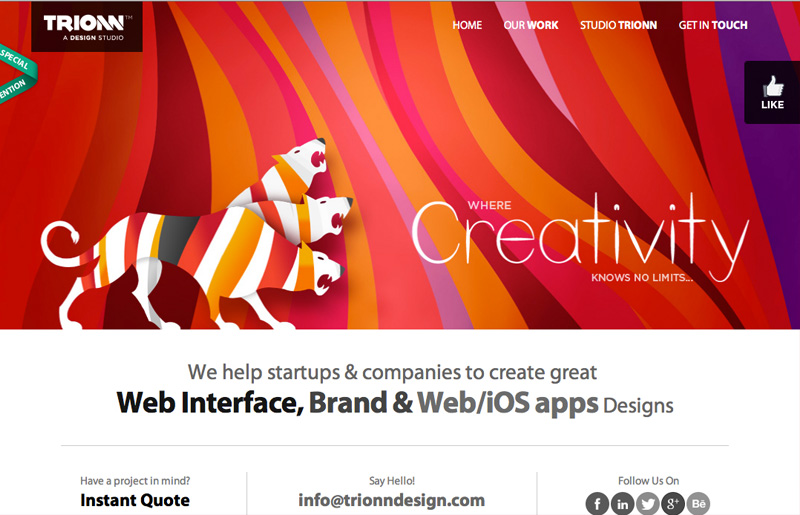 TRIONN™
A DESIGN STUDIO
HOME OUR WORK STUDIO TRIONN GET IN TOUCH
SPECIAL
ENTION
LIKE
WHERE
Creativity
KNOWS NO LIMITS...
We help startups & companies to create great
Web Interface, Brand & Web/iOS apps Designs
Have a project in mind?
Instant Quote
Say Hello!
info@trionndesign.com
Follow Us On
f in g+ Bē